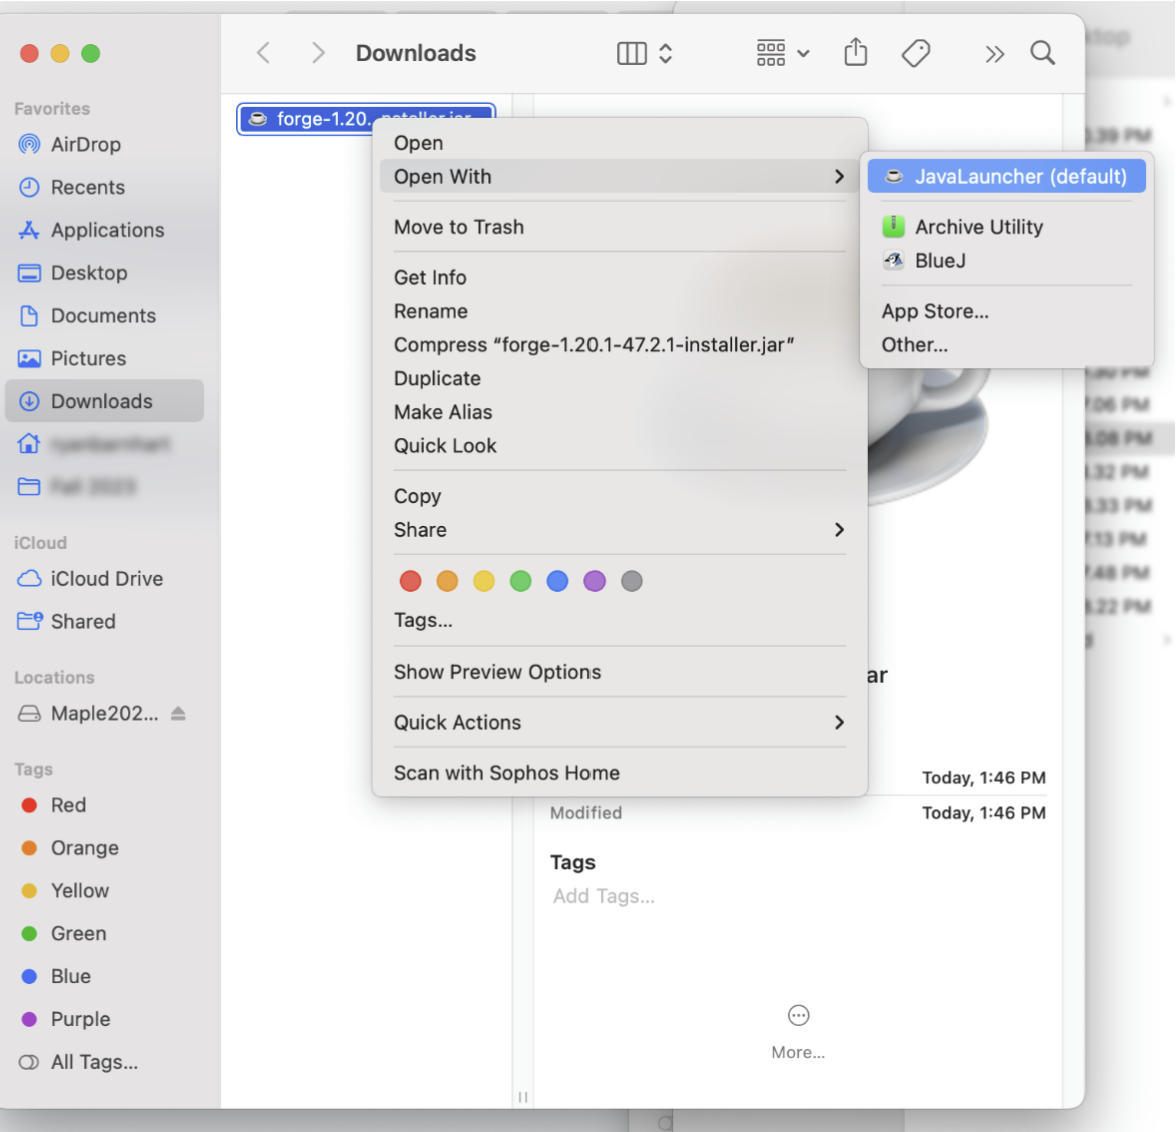 Downloads
Favorites
AirDrop
Recents
Applications
Desktop
Documents
Pictures
Downloads
iCloud
iCloud Drive
Shared
Locations
Maple202...
Tags
Red
Orange
Yellow
Green
Blue
Purple
All Tags...
forge-1.20...nstaller.jar
Open
Open With
Move to Trash
Get Info
Rename
Compress “forge-1.20.1-47.2.1-installer.jar”
Duplicate
Make Alias
Quick Look
Copy
Share
Tags...
Show Preview Options
Quick Actions
Scan with Sophos Home
JavaLauncher (default)
Archive Utility
BlueJ
App Store...
Other...
ar
Today, 1:46 PM
Modified
Today, 1:46 PM
Tags
Add Tags...
More...